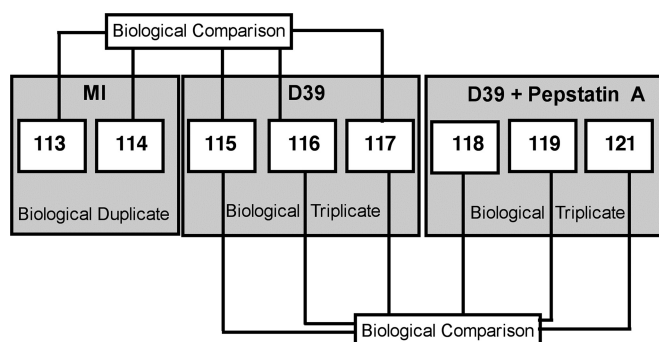 Biological Comparison
MI
D39
D39 + Pepstatin A
113 114 115 116 117 118 119 121
Biological Duplicate
Biological Triplicate
Biological Triplicate
Biological Comparison